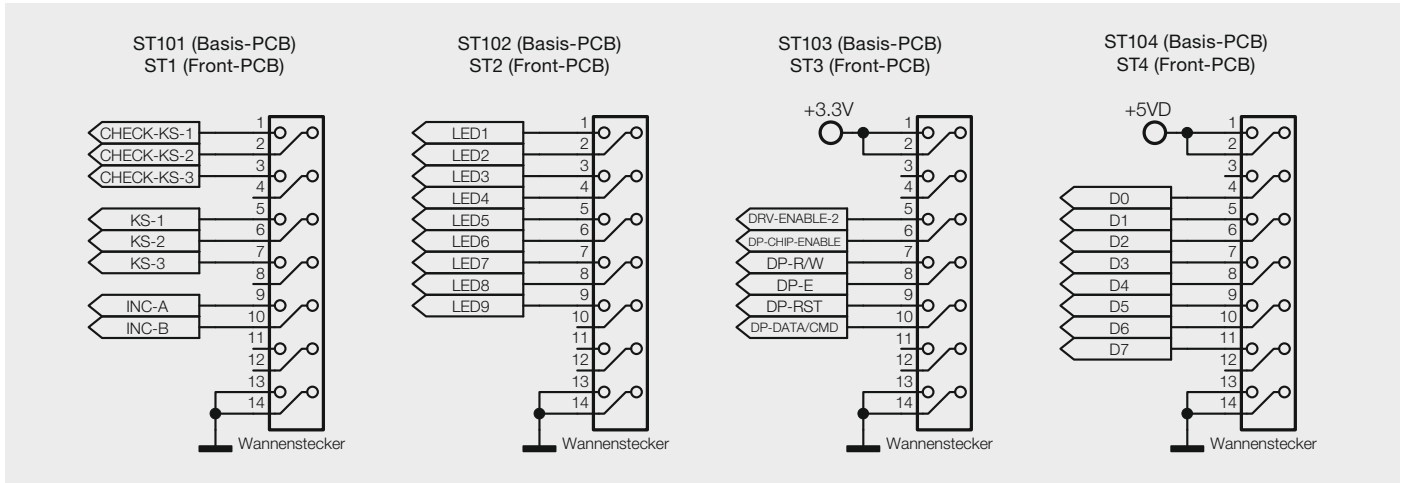 ST101 (Basis-PCB)
ST1 (Front-PCB)
CHECK-KS-1
1
CHECK-KS-2
2
CHECK-KS-3
3
4
KS-1
5
KS-2
6
KS-3
7
8
INC-A
9
INC-B
10
11
12
13
14
Wannenstecker
ST102 (Basis-PCB)
ST2 (Front-PCB)
LED1
1
LED2
2
LED3
3
LED4
4
LED5
5
LED6
6
LED7
7
LED8
8
LED9
9
10
11
12
13
14
Wannenstecker
ST103 (Basis-PCB)
ST3 (Front-PCB)
+3.3V
1
2
3
4
DRV-ENABLE-2
5
DP-CHIP-ENABLE
6
DP-R/W
7
DP-E
8
DP-RST
9
DP-DATA/CMD
10
11
12
13
14
Wannenstecker
ST104 (Basis-PCB)
ST4 (Front-PCB)
+5VD
1
2
3
D0
4
D1
5
D2
6
D3
7
D4
8
D5
9
D6
10
D7
11
12
13
14
Wannenstecker